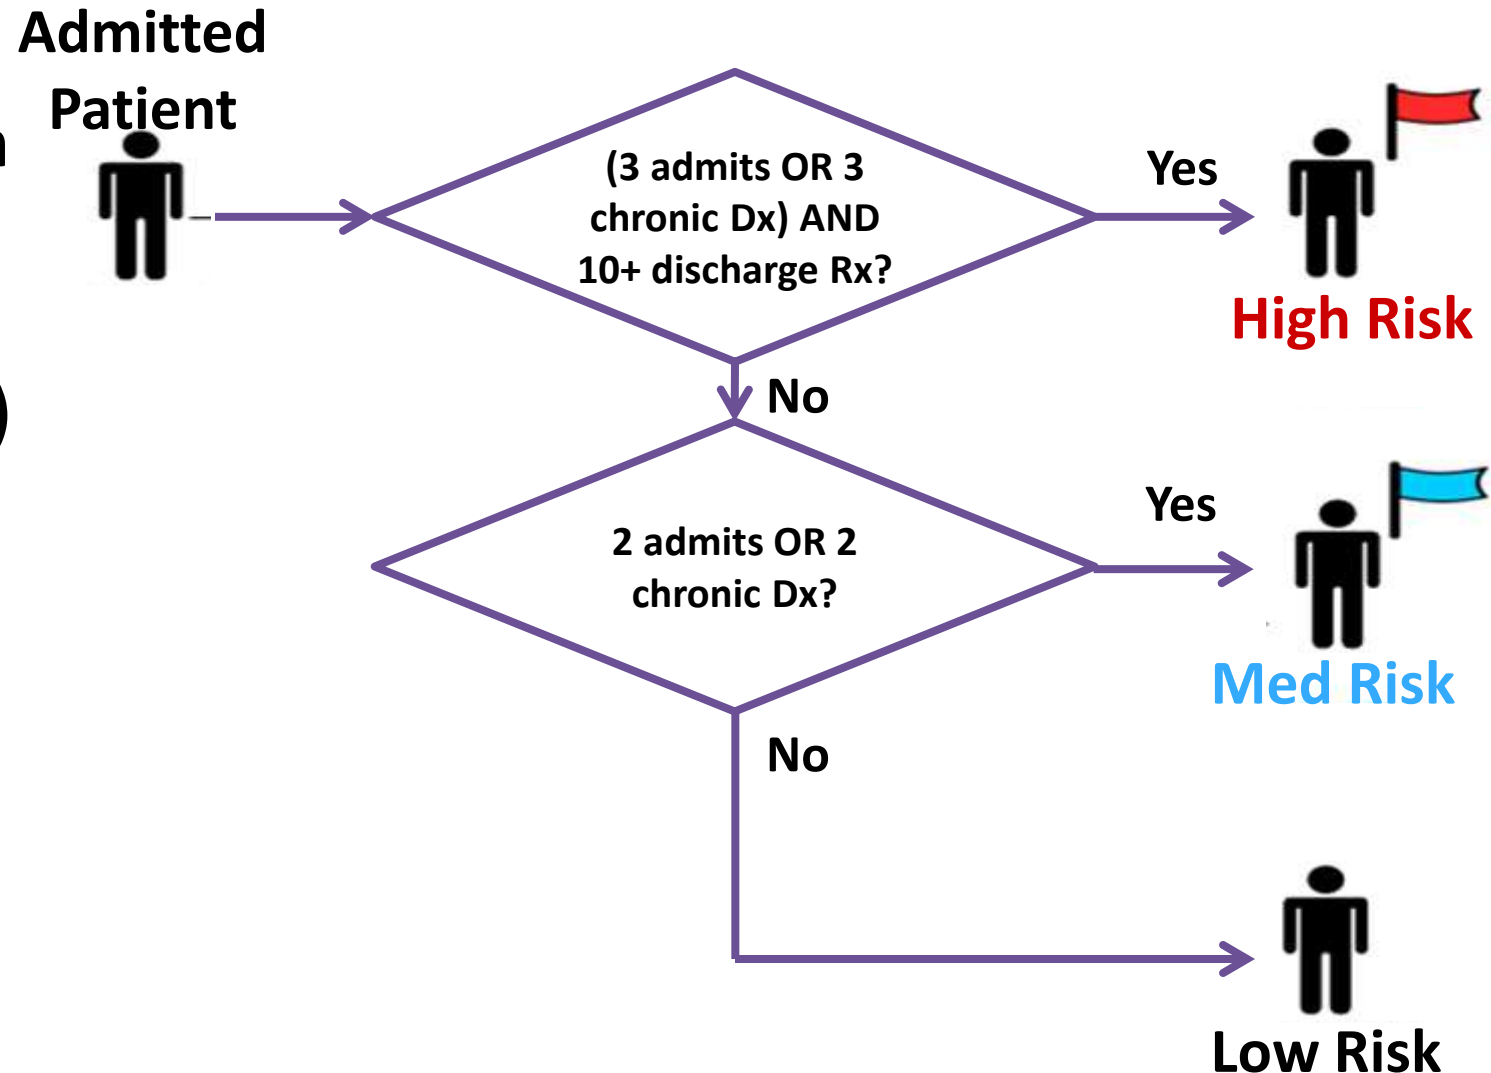 Admitted
Patient
(3 admits OR 3
chronic Dx) AND
10+ discharge Rx?
Yes
High Risk
No
2 admits OR 2
chronic Dx?
Yes
Med Risk
No
Low Risk